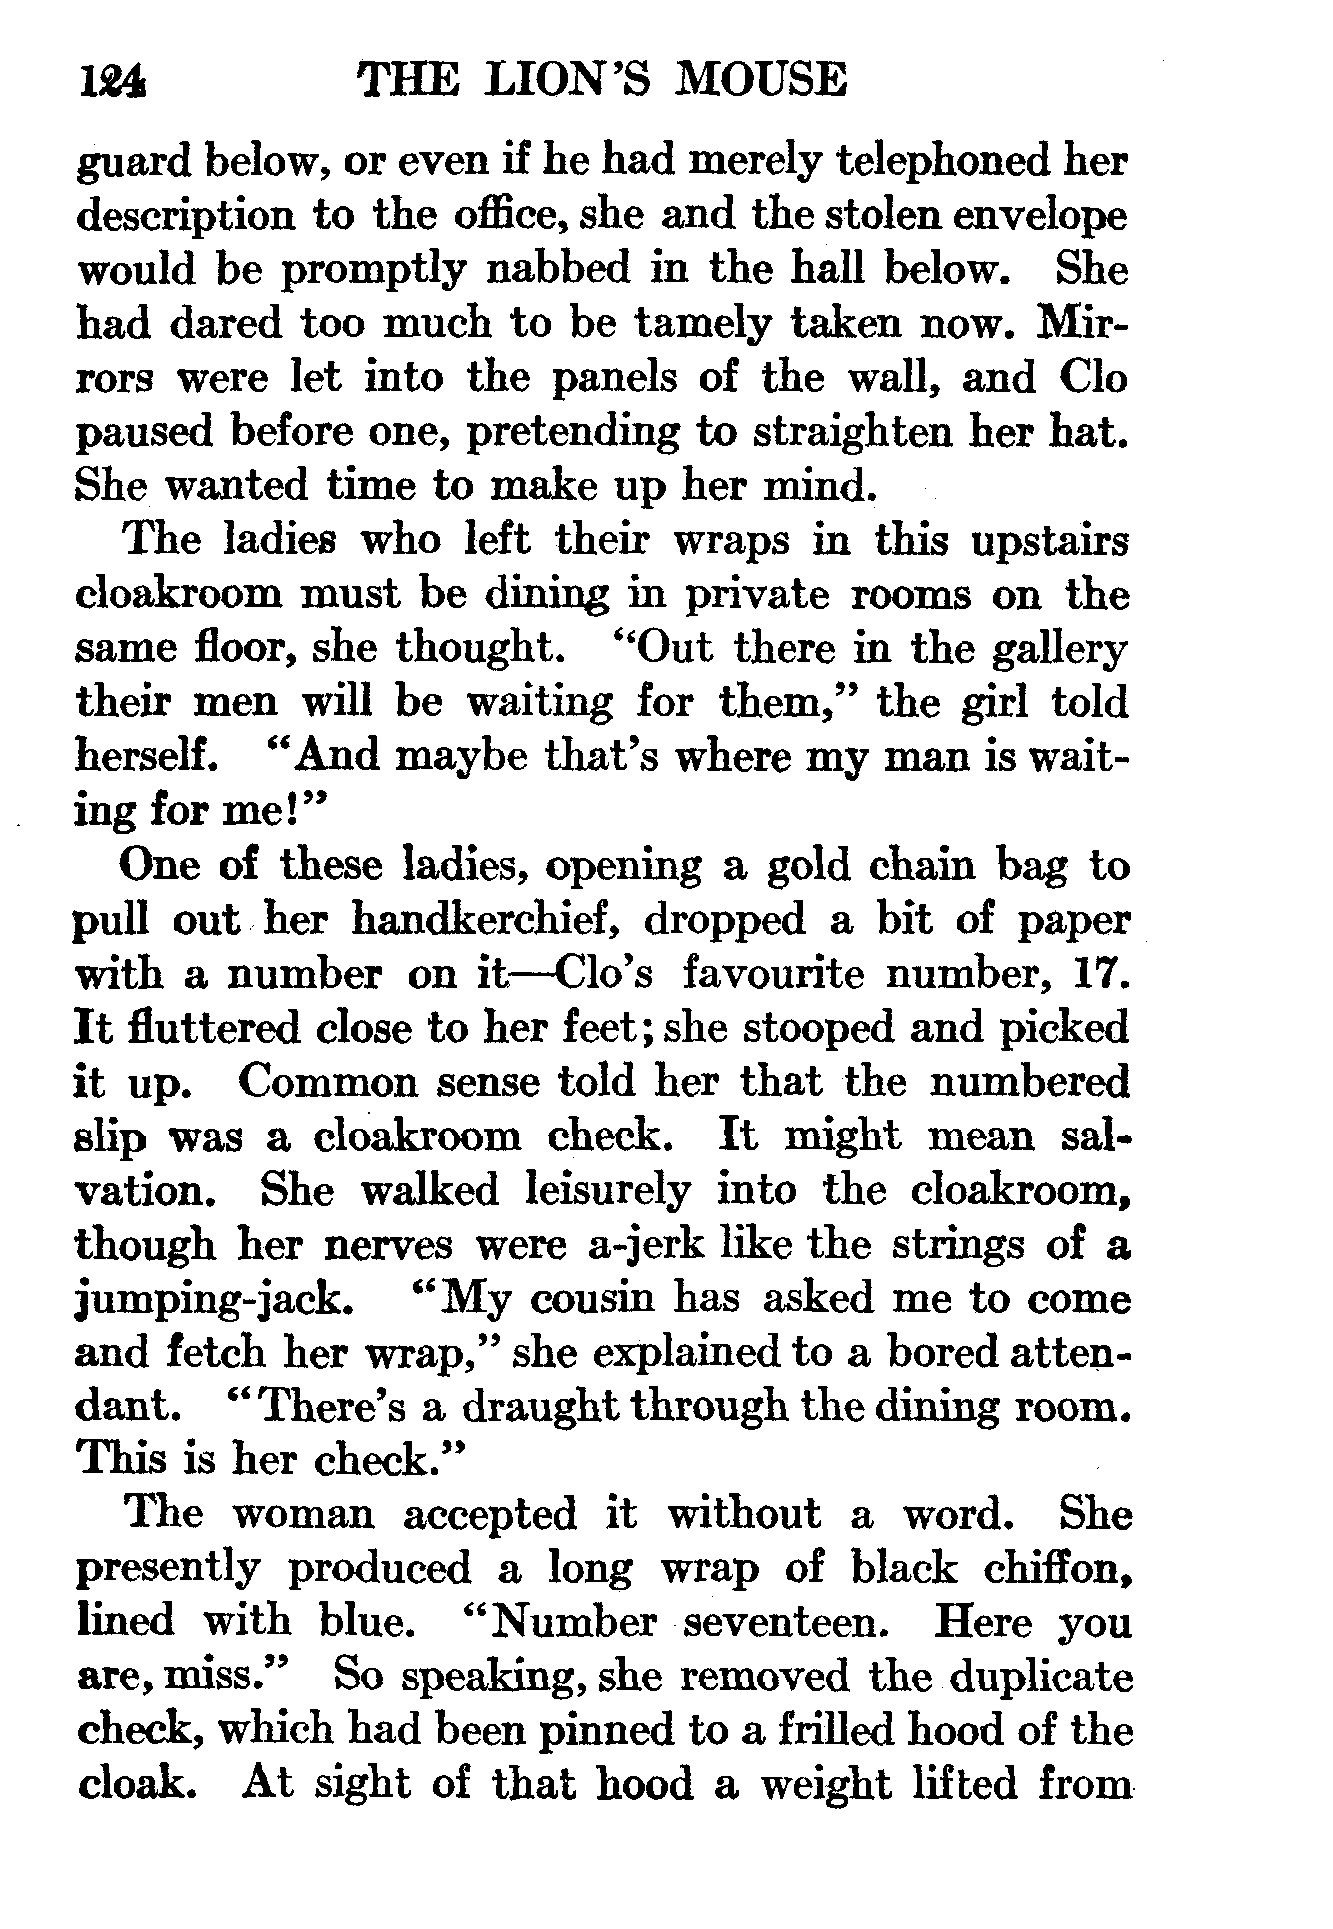 124 THE LION'S MOUSE
guard below, or even if he had merely telephoned her
description to the office, she and the stolen envelope
would be promptly nabbed in the hall below. She
had dared too much to be tamely taken now. Mir-
rors were let into the panels of the wall, and Clo
paused before one, pretending to straighten her hat.
She wanted time to make up her mind.
The ladies who left their wraps in this upstairs
cloakroom must be dining in private rooms on the
same floor, she thought. "Out there in the gallery
their men will be waiting for them," the girl told
herself. "And maybe that's where my man is wait-
ing for me!"
One of these ladies, opening a gold chain bag to
pull out her handkerchief, dropped a bit of paper
with a number on it—Clo's favourite number, 17.
It fluttered close to her feet; she stooped and picked
it up. Common sense told her that the numbered
slip was a cloakroom check. It might mean sal-
vation. She walked leisurely into the cloakroom,
though her nerves were a-jerk like the strings of a
jumping-jack. "My cousin has asked me to come
and fetch her wrap," she explained to a bored atten-
dant. "There's a draught through the dining room.
This is her check."
The woman accepted it without a word. She
presently produced a long wrap of black chiffon,
lined with blue. "Number seventeen. Here you
are, miss." So speaking, she removed the duplicate
check, which had been pinned to a frilled hood of the
cloak. At sight of that hood a weight lifted from